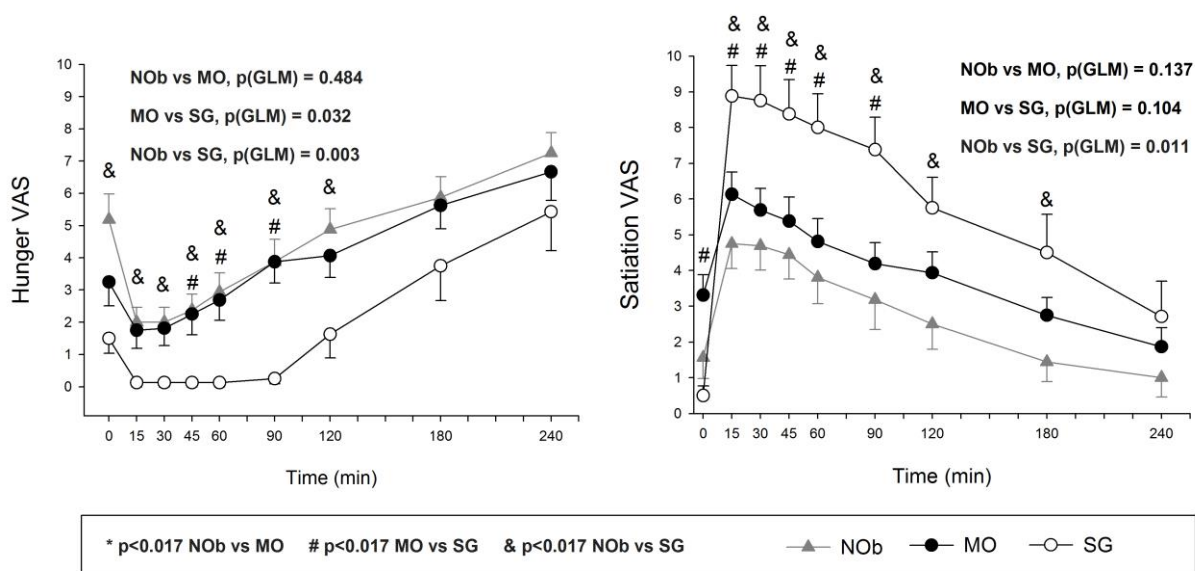 10
9
8
7
6
5
4
3
2
1
0
Hunger VAS
NOb vs MO, p(GLM) = 0.484
MO vs SG, p(GLM) = 0.032
NOb vs SG, p(GLM) = 0.003
& & & & & & &
# # #
0 15 30 45 60 90 120 180 240
Time (min)
10
9
8
7
6
5
4
3
2
1
0
Satiation VAS
NOb vs MO, p(GLM) = 0.137
MO vs SG, p(GLM) = 0.104
NOb vs SG, p(GLM) = 0.011
& & & & & & &
# # # # # #
0 15 30 45 60 90 120 180 240
Time (min)
* p<0.017 NOb vs MO # p<0.017 MO vs SG & p<0.017 NOb vs SG NOb MO SG